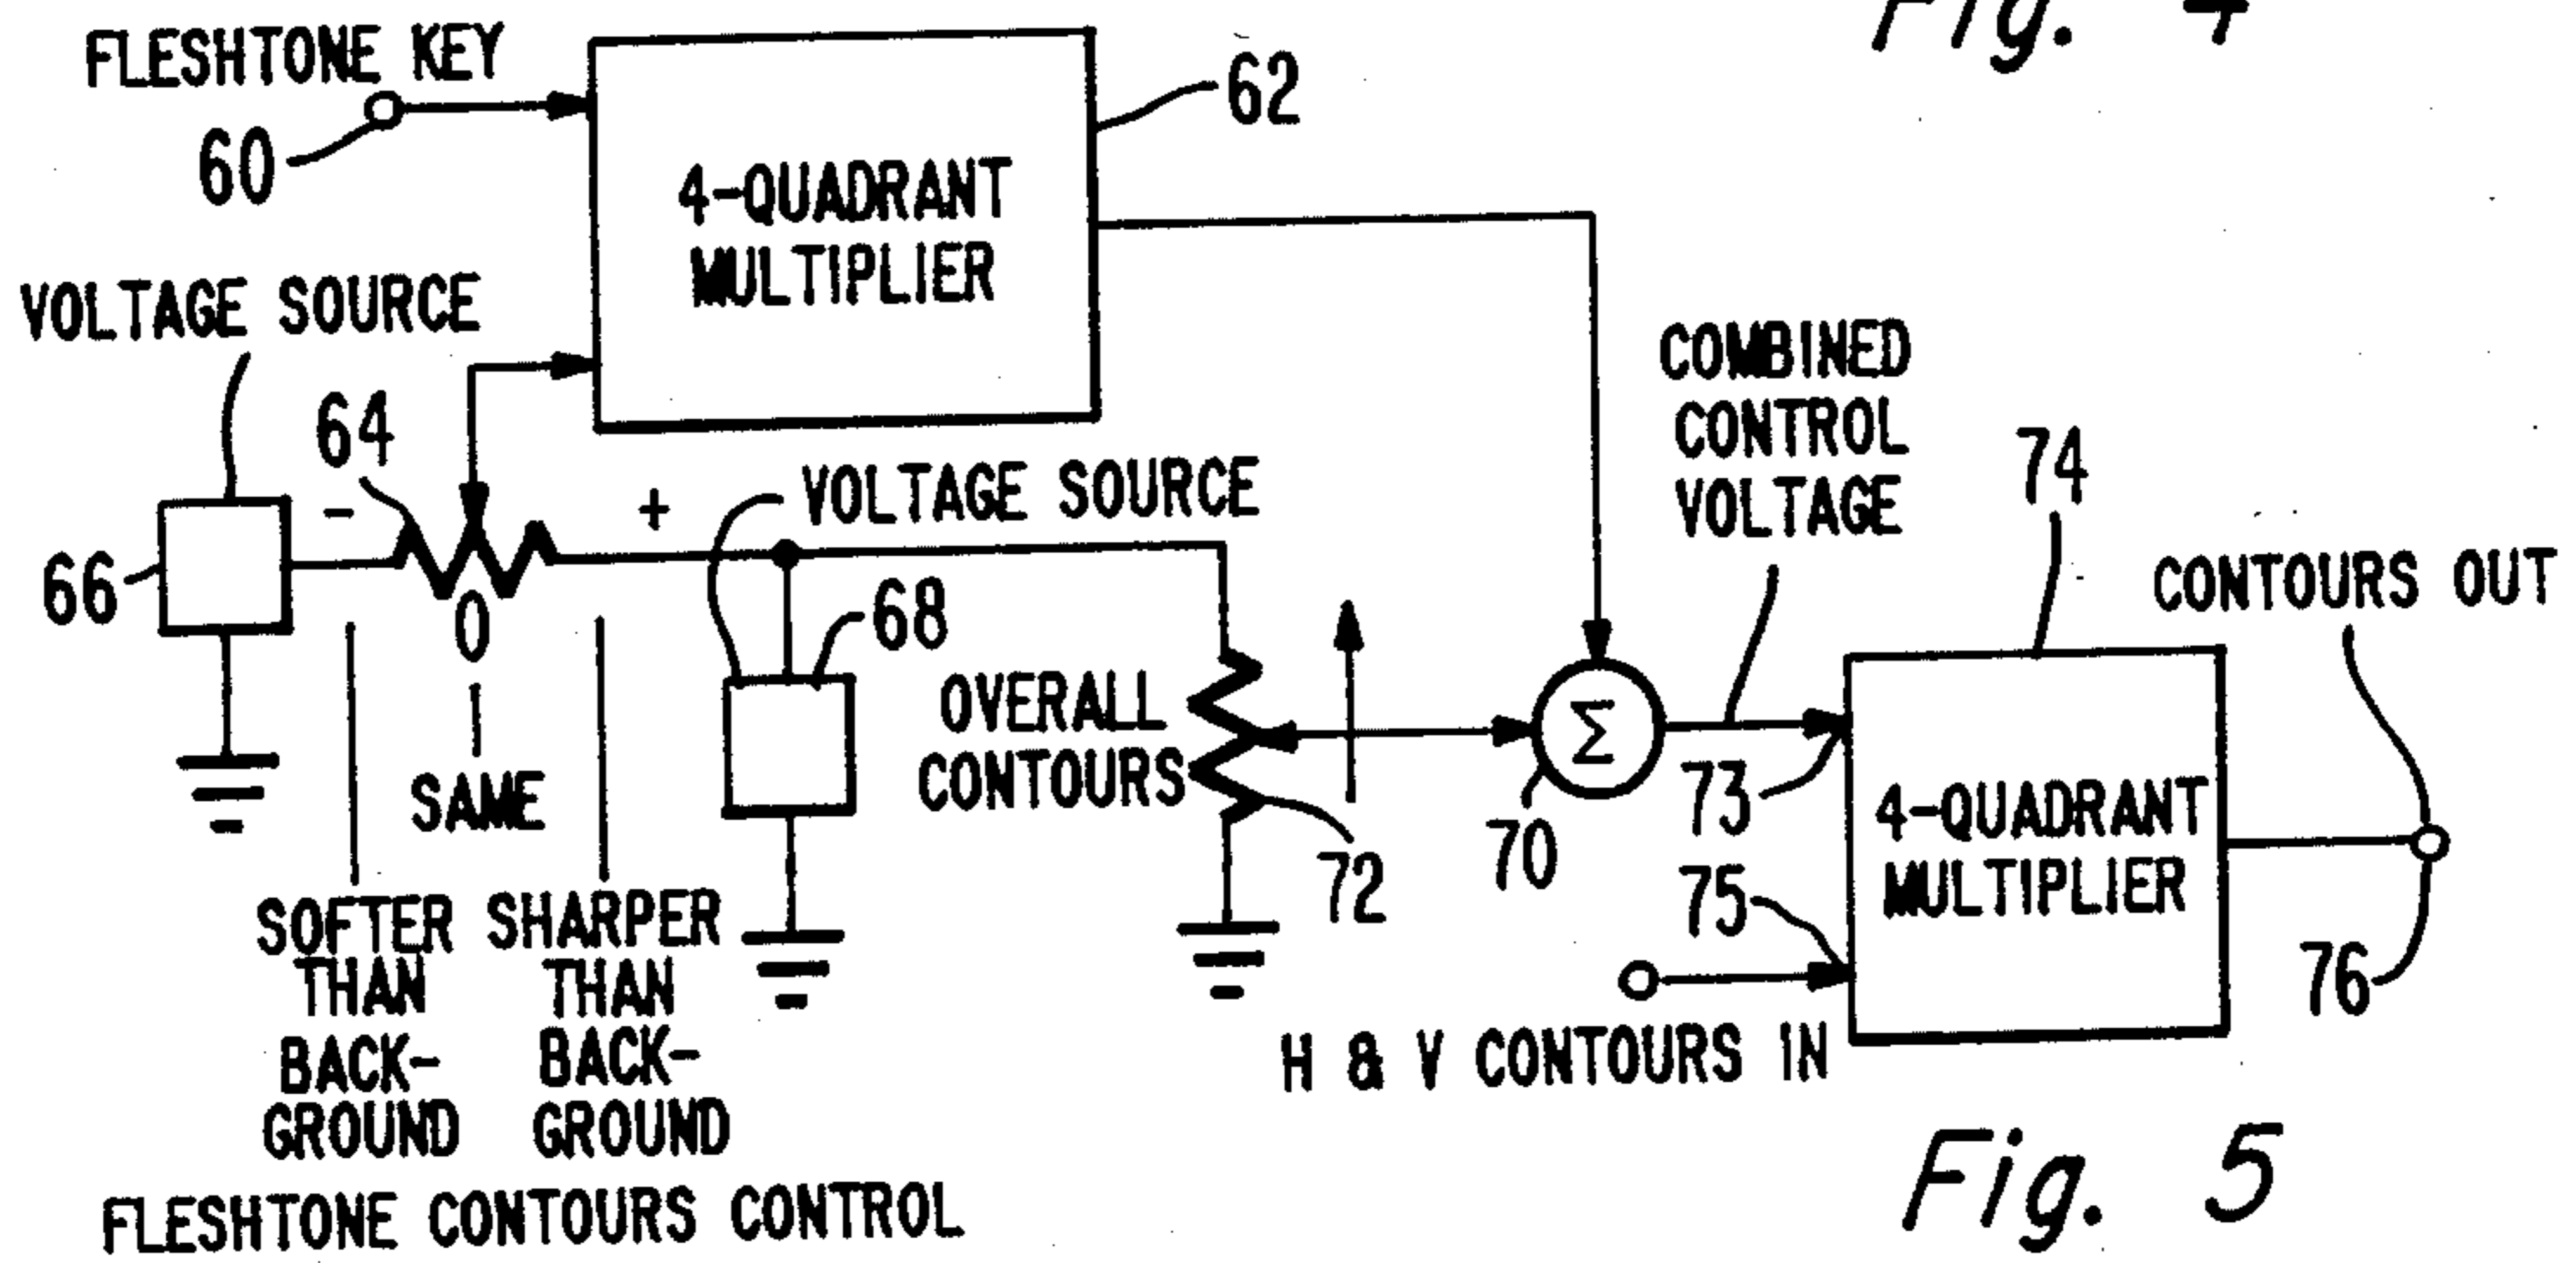 Fig. 4
FLESHTONE KEY
60
62
4-QUADRANT
MULTIPLIER
VOLTAGE SOURCE
64
-
+
VOLTAGE SOURCE
66
0
68
SAME
SOFTER
THAN
BACK-
GROUND
SHARPER
THAN
BACK-
GROUND
FLESHTONE CONTOURS CONTROL
OVERALL
CONTOURS
72
Σ
70
COMBINED
CONTROL
VOLTAGE
73
74
75
4-QUADRANT
MULTIPLIER
H & V CONTOURS IN
CONTOURS OUT
76
Fig. 5